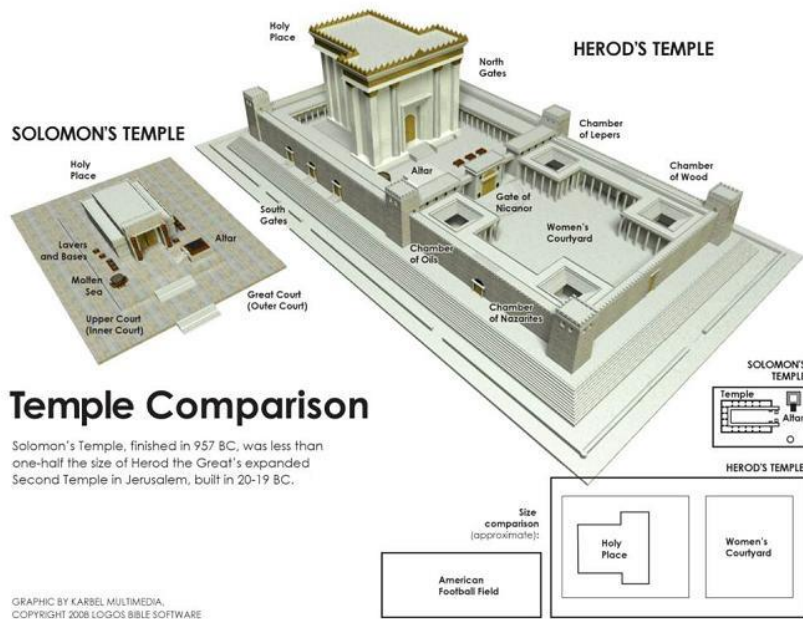 HEROD'S TEMPLE
Holy
Place
North
Gates
Chamber
of Lepers
Chamber
of Wood
Altar
Gate of
Nicanor
Women's
Courtyard
South
Gates
Chamber
of Oils
Chamber
of Nazarites
SOLOMON'S TEMPLE
Holy
Place
Lavers
and Bases
Altar
Molten
Sea
Great Court
(Outer Court)
Upper Court
(Inner Court)
Temple Comparison
Solomon's Temple, finished in 957 BC, was less than
one-half the size of Herod the Great's expanded
Second Temple in Jerusalem, built in 20-19 BC.
SOLOMON'S
TEMPLE
Temple
Altar
HEROD'S TEMPLE
Size
comparison
(approximate):
Holy
Place
Women's
Courtyard
American
Football Field
GRAPHIC BY KARBEL MULTIMEDIA,
COPYRIGHT 2008 LOGOS BIBLE SOFTWARE